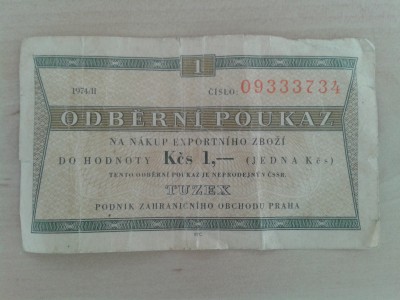 1
1974/II ČÍSLO: 09333734
ODBĚRNÍ POUKAZ
NA NÁKUP EXPORTNÍHO ZBOŽÍ
DO HODNOTY Kčs 1,— (JEDNA Kčs)
TENTO ODBĚRNÍ POUKAZ JE NEPRODEJNÝ V ČSSR.
TUZEX
PODNIK ZAHRANIČNÍHO OBCHODU PRAHA